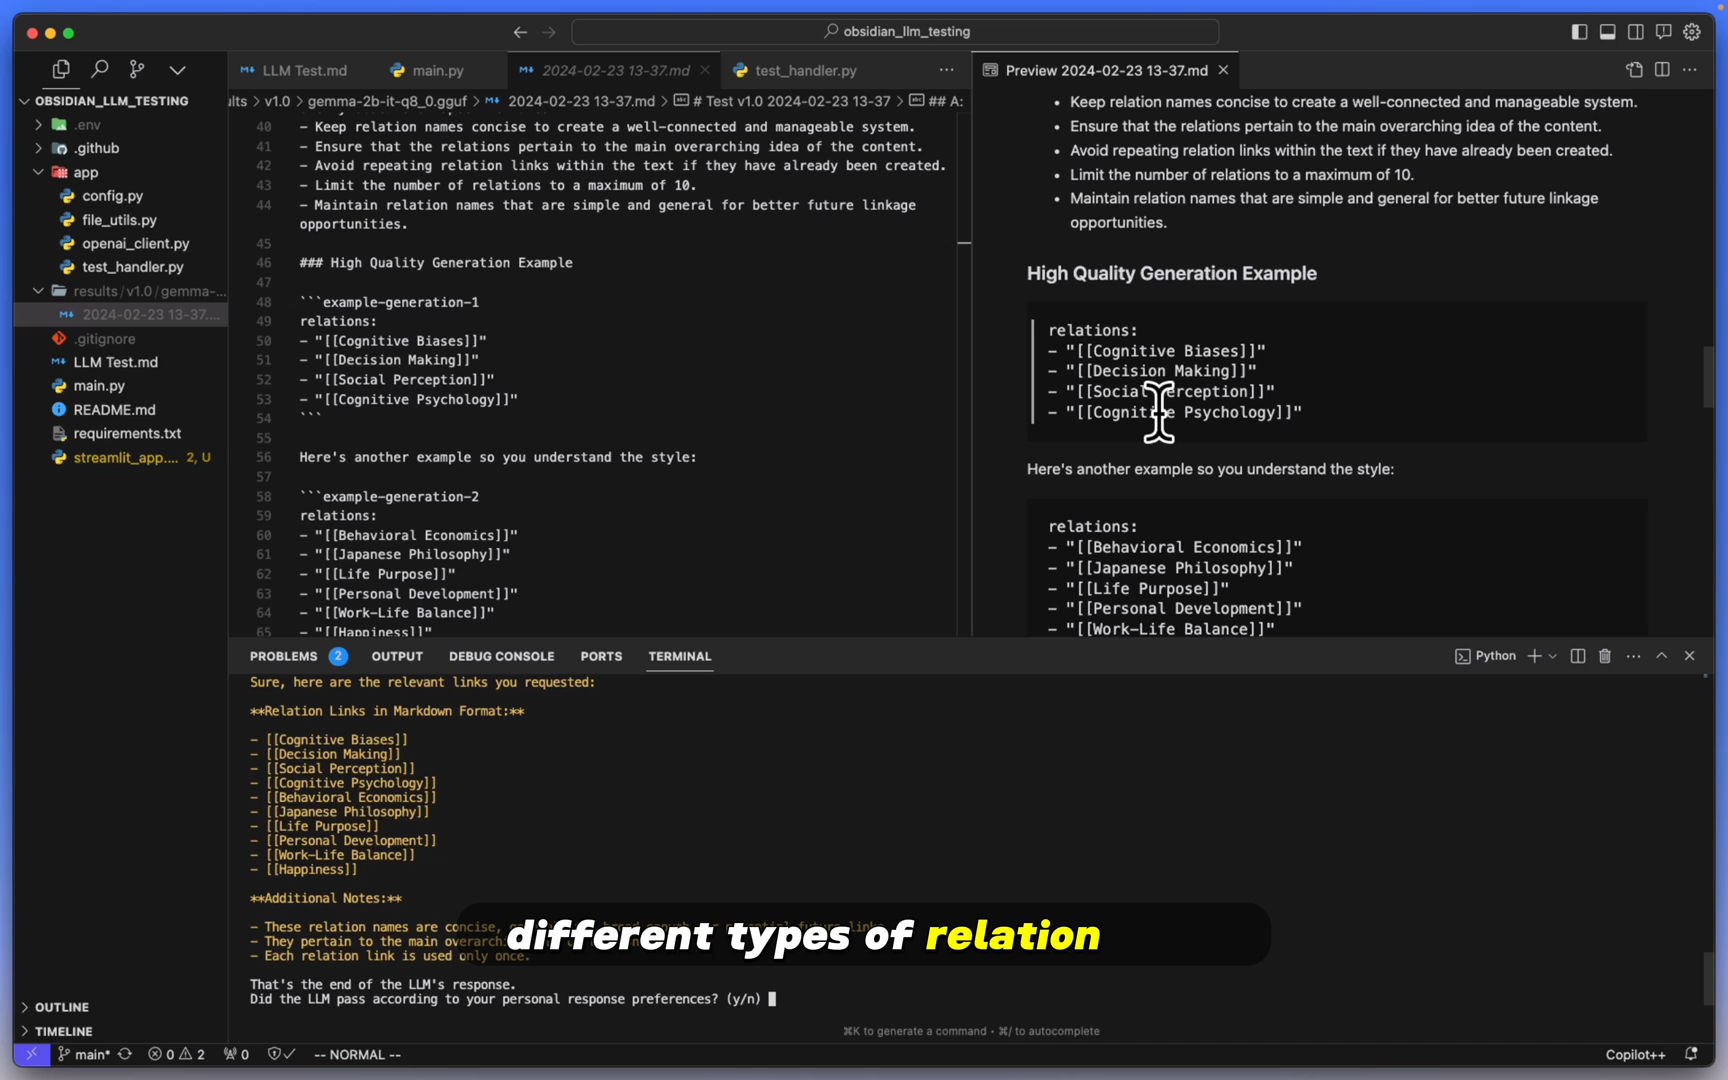 obsidian_llm_testing
LLM Test.md
main.py
2024-02-23 13-37.md
test_handler.py
Preview 2024-02-23 13-37.md
OBSIDIAN_LLM_TESTING
.env
.github
app
config.py
file_utils.py
openai_client.py
test_handler.py
results / v1.0 / gemma-...
2024-02-23 13-37....
.gitignore
LLM Test.md
main.py
README.md
requirements.txt
streamlit_app.... 2, U
OUTLINE
TIMELINE
ults > v1.0 > gemma-2b-it-q8_0.gguf > 2024-02-23 13-37.md > # Test v1.0 2024-02-23 13-37 > ## A:
40 - Keep relation names concise to create a well-connected and manageable system.
41 - Ensure that the relations pertain to the main overarching idea of the content.
42 - Avoid repeating relation links within the text if they have already been created.
43 - Limit the number of relations to a maximum of 10.
44 - Maintain relation names that are simple and general for better future linkage
opportunities.
45
46 ### High Quality Generation Example
47
48 ```example-generation-1
49 relations:
50 - "[[Cognitive Biases]]"
51 - "[[Decision Making]]"
52 - "[[Social Perception]]"
53 - "[[Cognitive Psychology]]"
54 ```
55
56 Here's another example so you understand the style:
57
58 ```example-generation-2
59 relations:
60 - "[[Behavioral Economics]]"
61 - "[[Japanese Philosophy]]"
62 - "[[Life Purpose]]"
63 - "[[Personal Development]]"
64 - "[[Work-Life Balance]]"
65 - "[[Happiness]]"
• Keep relation names concise to create a well-connected and manageable system.
• Ensure that the relations pertain to the main overarching idea of the content.
• Avoid repeating relation links within the text if they have already been created.
• Limit the number of relations to a maximum of 10.
• Maintain relation names that are simple and general for better future linkage
opportunities.
High Quality Generation Example
relations:
- "[[Cognitive Biases]]"
- "[[Decision Making]]"
- "[[Social Perception]]"
- "[[Cognitive Psychology]]"
Here's another example so you understand the style:
relations:
- "[[Behavioral Economics]]"
- "[[Japanese Philosophy]]"
- "[[Life Purpose]]"
- "[[Personal Development]]"
- "[[Work-Life Balance]]"
PROBLEMS 2 OUTPUT DEBUG CONSOLE PORTS TERMINAL
Python
Sure, here are the relevant links you requested:
**Relation Links in Markdown Format:**
- [[Cognitive Biases]]
- [[Decision Making]]
- [[Social Perception]]
- [[Cognitive Psychology]]
- [[Behavioral Economics]]
- [[Japanese Philosophy]]
- [[Life Purpose]]
- [[Personal Development]]
- [[Work-Life Balance]]
- [[Happiness]]
**Additional Notes:**
- These relation names are concise,
- They pertain to the main
- Each relation link is used only once.
different types of relation
That's the end of the LLM's response.
Did the LLM pass according to your personal response preferences? (y/n)
⌘K to generate a command · ⌘/ to autocomplete
main* 0 2 0 -- NORMAL --
Copilot++